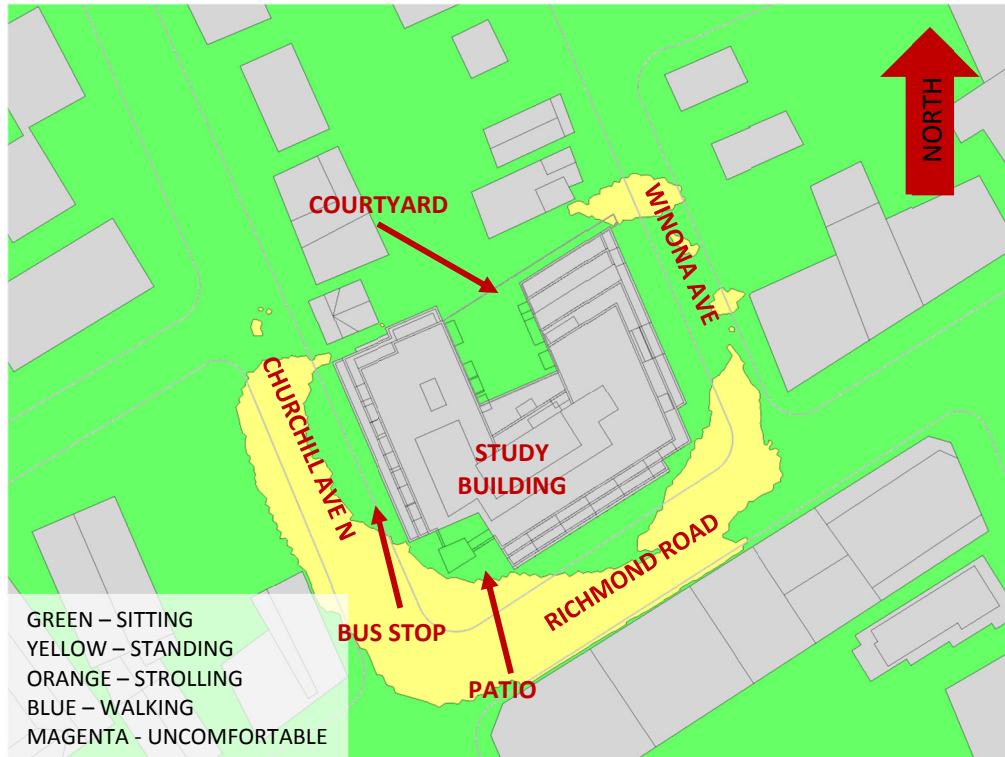 NORTH
COURTYARD
WINONA AVE
CHURCHILL AVE N
STUDY
BUILDING
RICHMOND ROAD
BUS STOP
PATIO
GREEN – SITTING
YELLOW – STANDING
ORANGE – STROLLING
BLUE – WALKING
MAGENTA - UNCOMFORTABLE